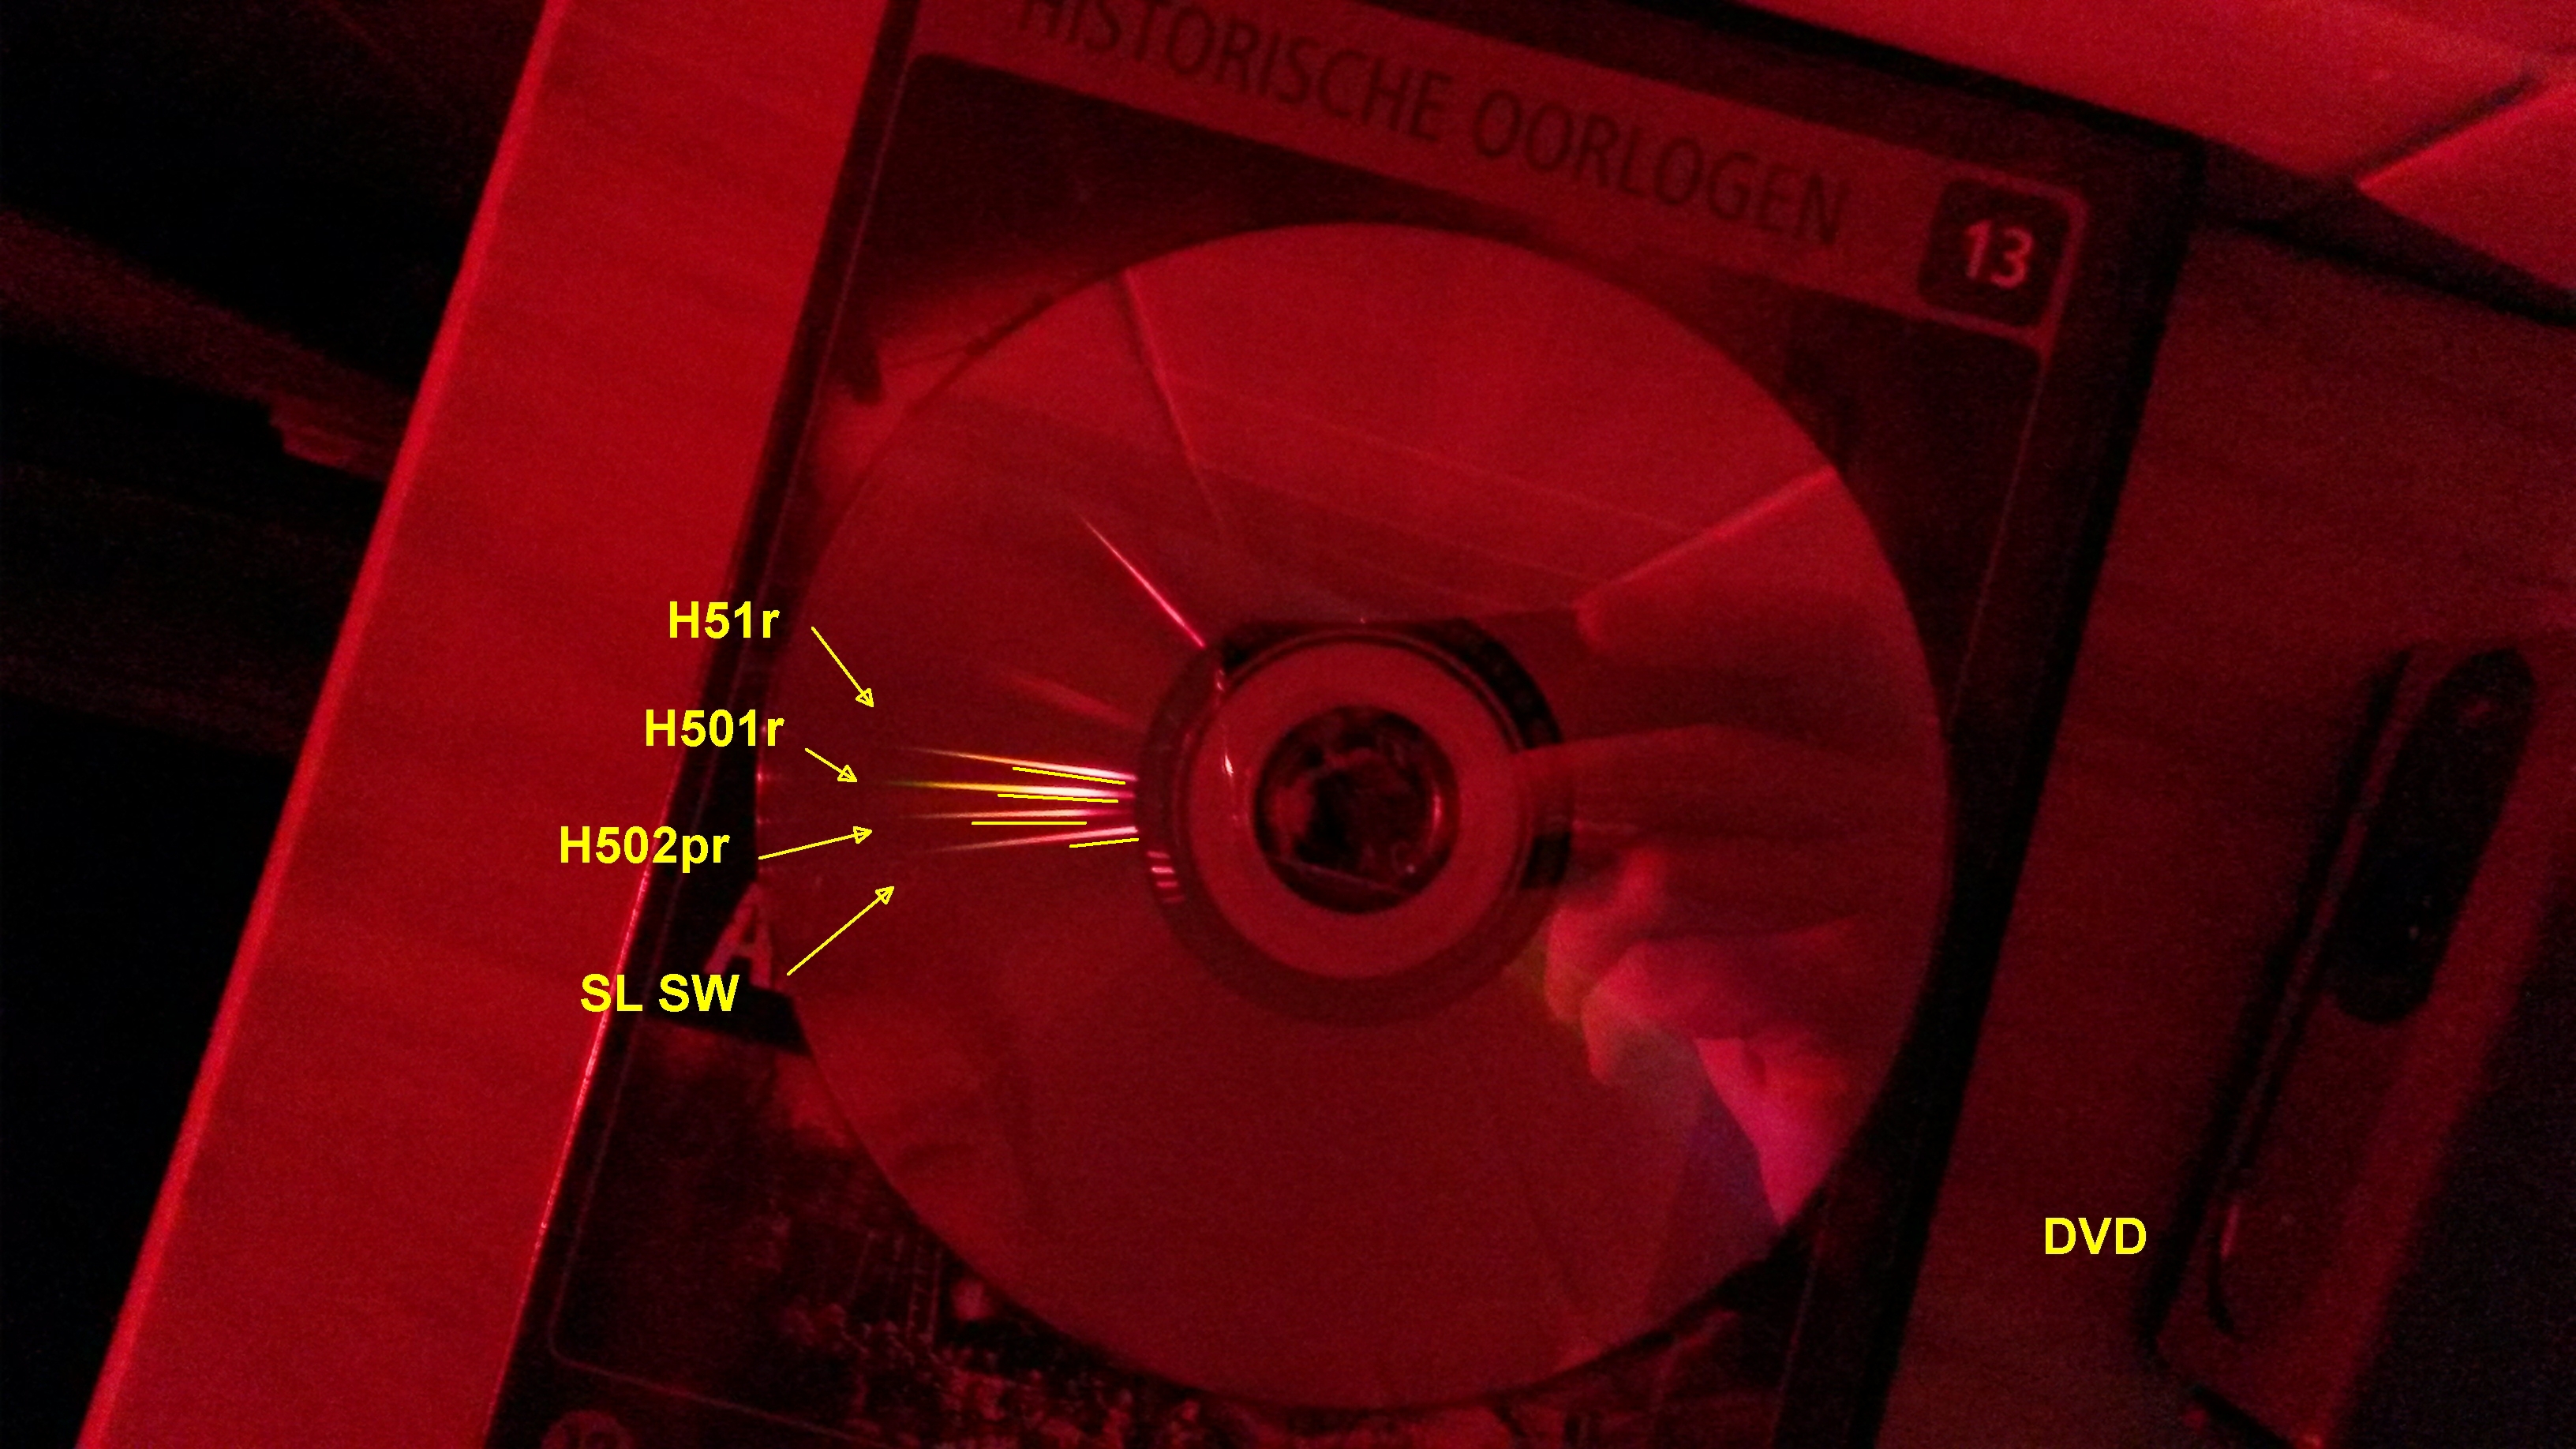 HISTORISCHE OORLOGEN
13
H51r
H501r
H502pr
A
SL SW
DVD